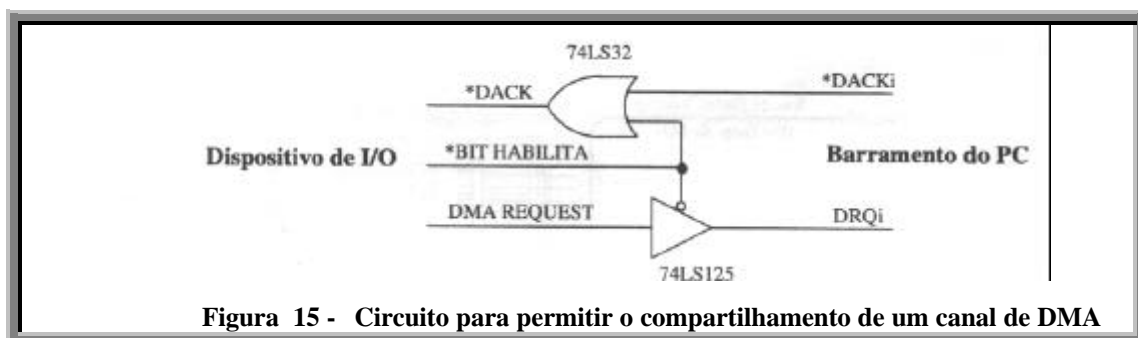 74LS32
*DACK
*DACKi
Dispositivo de I/O
*BIT HABILITA
Barramento do PC
DMA REQUEST
DRQi
74LS125
Figura 15 - Circuito para permitir o compartilhamento de um canal de DMA